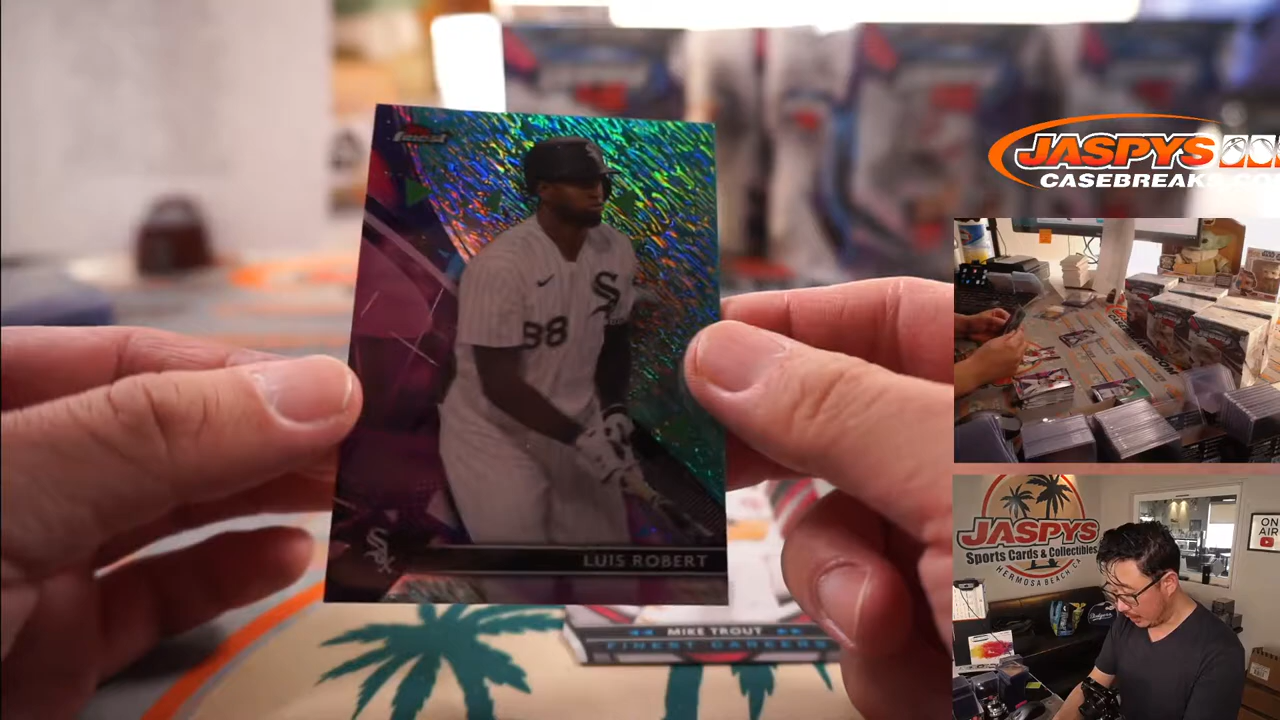 finest
JASPYS
CASEBREAKS.CO
S
88
LUIS ROBERT
MIKE TROUT
FINEST CAREERS
JASPYS
Sports Cards & Collectibles
HERMOSA BEACH, CA
ON
AIR